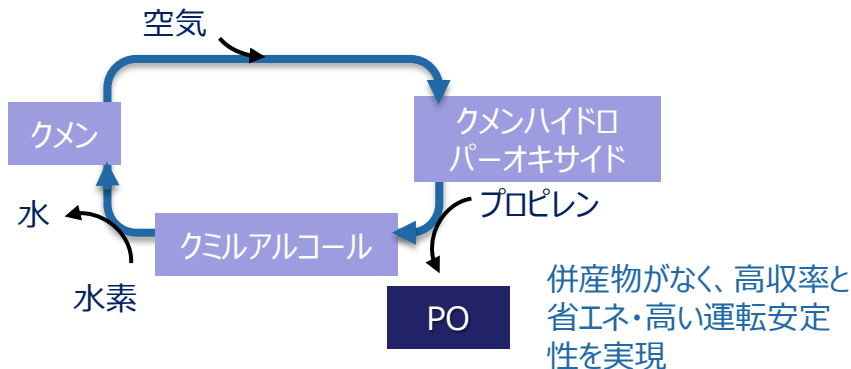 空気
クメン
クメンハイドロ
パーオキサイド
プロピレン
水
クミルアルコール
水素
PO
併産物がなく、高収率と
省エネ・高い運転安定
性を実現